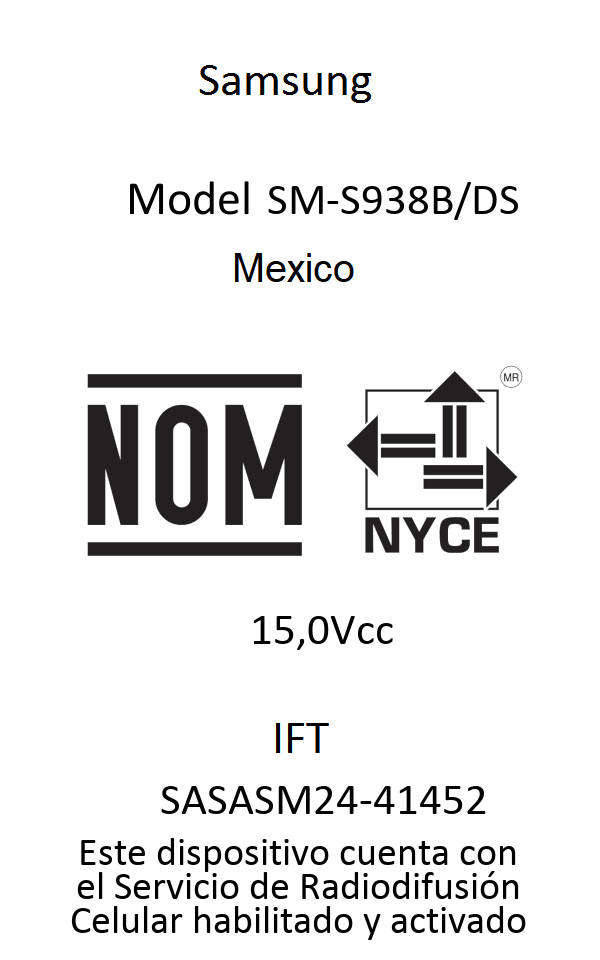 Samsung
Model SM-S938B/DS
Mexico
MR
NOM
NYCE
15,0Vcc
IFT
SASASM24-41452
Este dispositivo cuenta con
el Servicio de Radiodifusión
Celular habilitado y activado